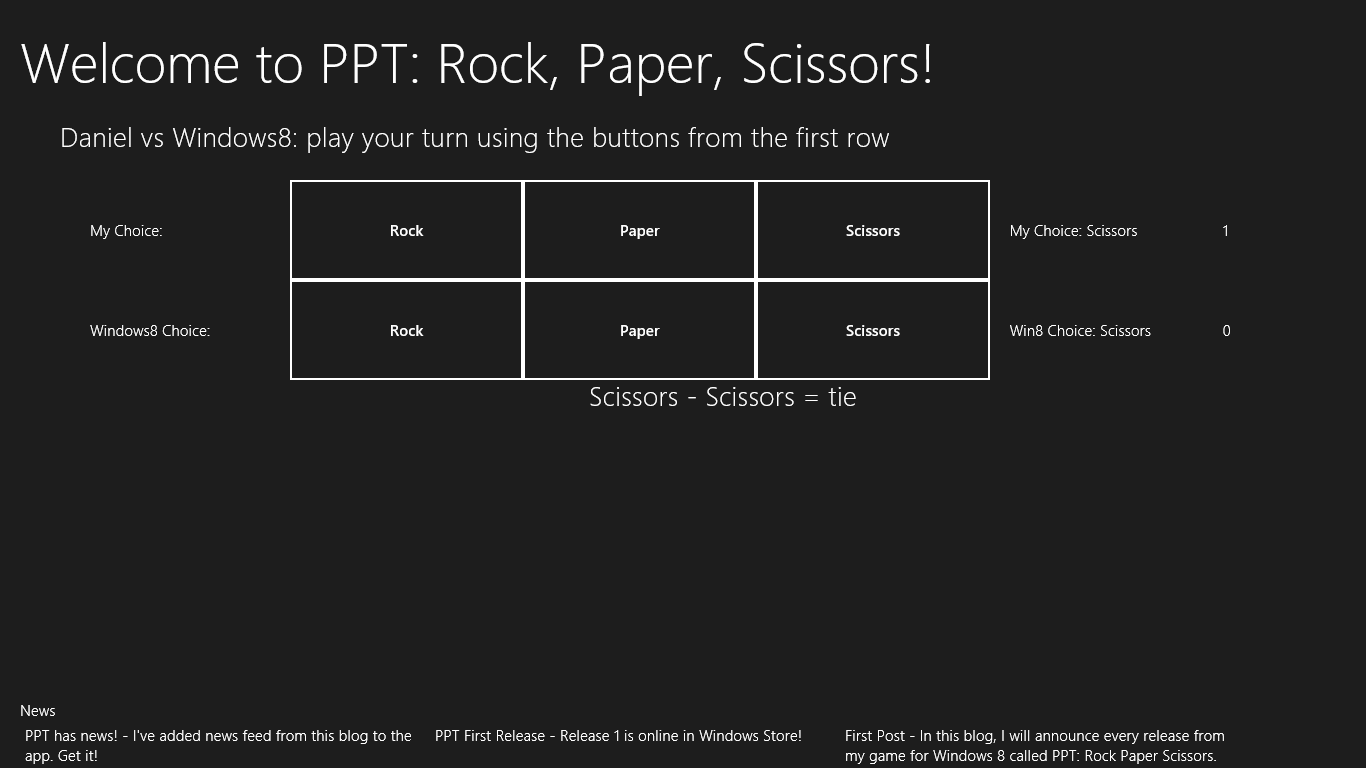 Welcome to PPT: Rock, Paper, Scissors!
Daniel vs Windows8: play your turn using the buttons from the first row
My Choice: Rock Paper Scissors My Choice: Scissors 1
Windows8 Choice: Rock Paper Scissors Win8 Choice: Scissors 0
Scissors - Scissors = tie
News
PPT has news! - I've added news feed from this blog to the
app. Get it!
PPT First Release - Release 1 is online in Windows Store!
First Post - In this blog, I will announce every release from
my game for Windows 8 called PPT: Rock Paper Scissors.